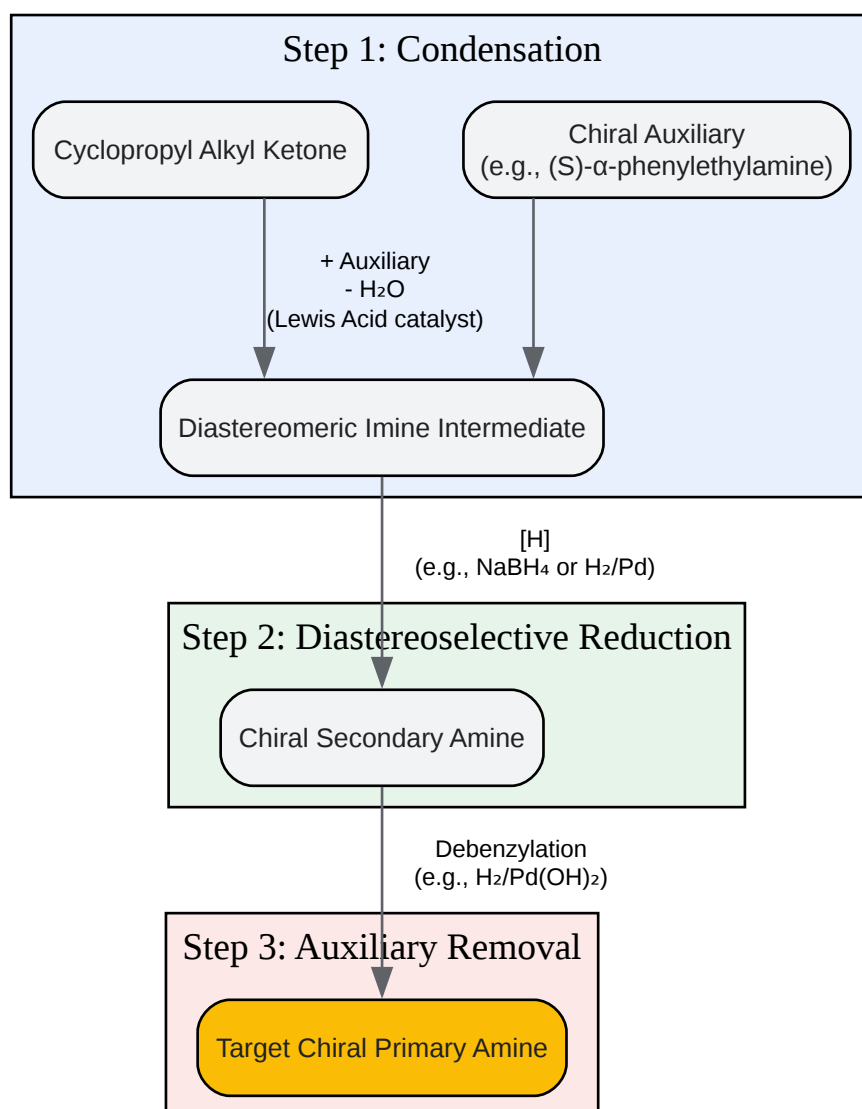 Step 1: Condensation
Cyclopropyl Alkyl Ketone
Chiral Auxiliary
(e.g., (S)-α-phenylethylamine)
+ Auxiliary
- H₂O
(Lewis Acid catalyst)
Diastereomeric Imine Intermediate
[H]
(e.g., NaBH₄ or H₂/Pd)
Step 2: Diastereoselective Reduction
Chiral Secondary Amine
Debenzylation
(e.g., H₂/Pd(OH)₂)
Step 3: Auxiliary Removal
Target Chiral Primary Amine